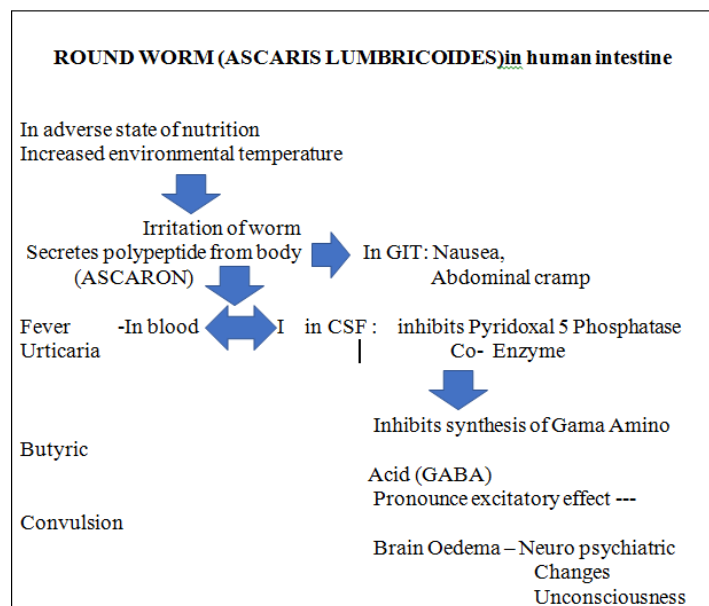 ROUND WORM (ASCARIS LUMBRICOIDES)in human intestine
In adverse state of nutrition
Increased environmental temperature
Irritation of worm
Secretes polypeptide from body In GIT: Nausea,
(ASCARON) Abdominal cramp
Fever -In blood I in CSF : inhibits Pyridoxal 5 Phosphatase
Urticaria Co- Enzyme
Inhibits synthesis of Gama Amino
Butyric
Acid (GABA)
Pronounce excitatory effect ---
Convulsion
Brain Oedema – Neuro psychiatric
Changes
Unconsciousness